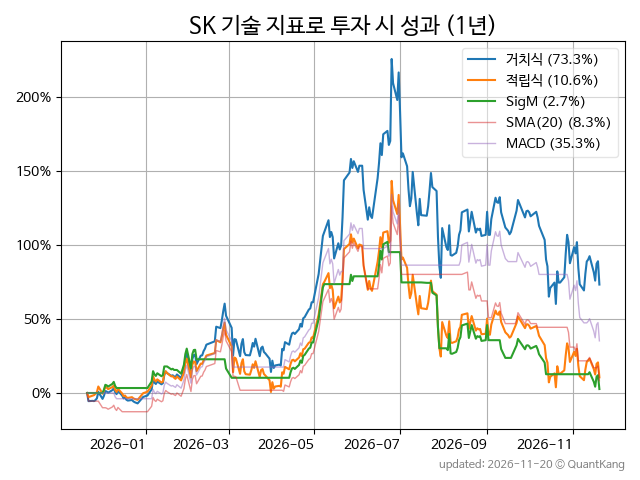 SK 기술 지표로 투자 시 성과 (1년)
거치식 (73.3%)
적립식 (10.6%)
SigM (2.7%)
SMA(20) (8.3%)
MACD (35.3%)
200%
150%
100%
50%
0%
2026-01 2026-03 2026-05 2026-07 2026-09 2026-11
updated: 2026-11-20 © QuantKang